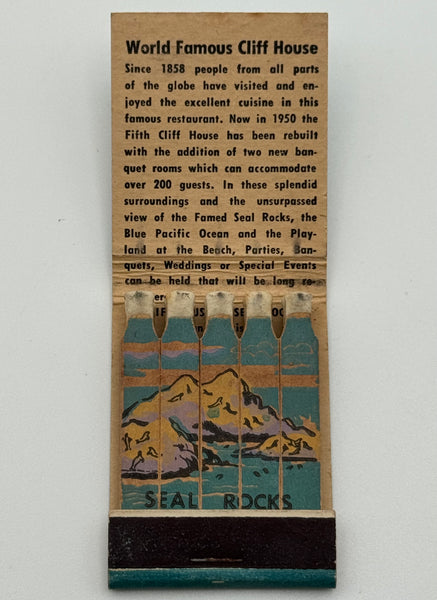 World Famous Cliff House
Since 1858 people from all parts
of the globe have visited and en-
joyed the excellent cuisine in this
famous restaurant. Now in 1950 the
Fifth Cliff House has been rebuilt
with the addition of two new ban-
quet rooms which can accommodate
over 200 guests. In these splendid
surroundings and the unsurpassed
view of the Famed Seal Rocks, the
Blue Pacific Ocean and the Play-
land at the Beach, Parties, Ban-
quets, Weddings or Special Events
can be held that will be long re-
SEAL ROCKS